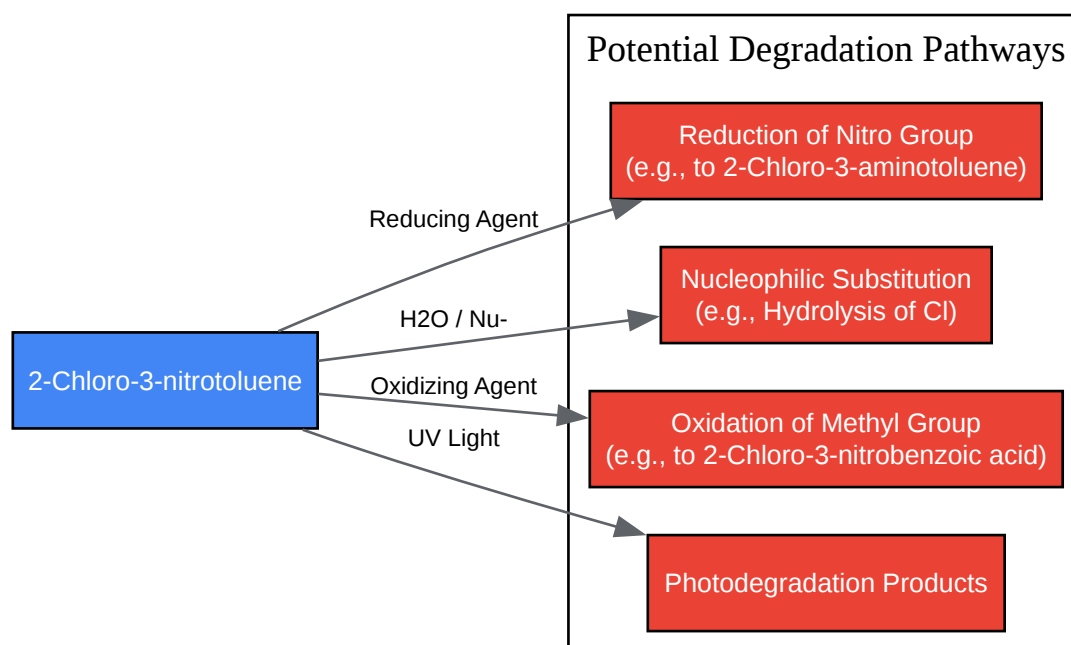 Potential Degradation Pathways
Reduction of Nitro Group
(e.g., to 2-Chloro-3-aminotoluene)
Reducing Agent
Nucleophilic Substitution
(e.g., Hydrolysis of Cl)
H2O / Nu-
2-Chloro-3-nitrotoluene
Oxidizing Agent
Oxidation of Methyl Group
(e.g., to 2-Chloro-3-nitrobenzoic acid)
UV Light
Photodegradation Products